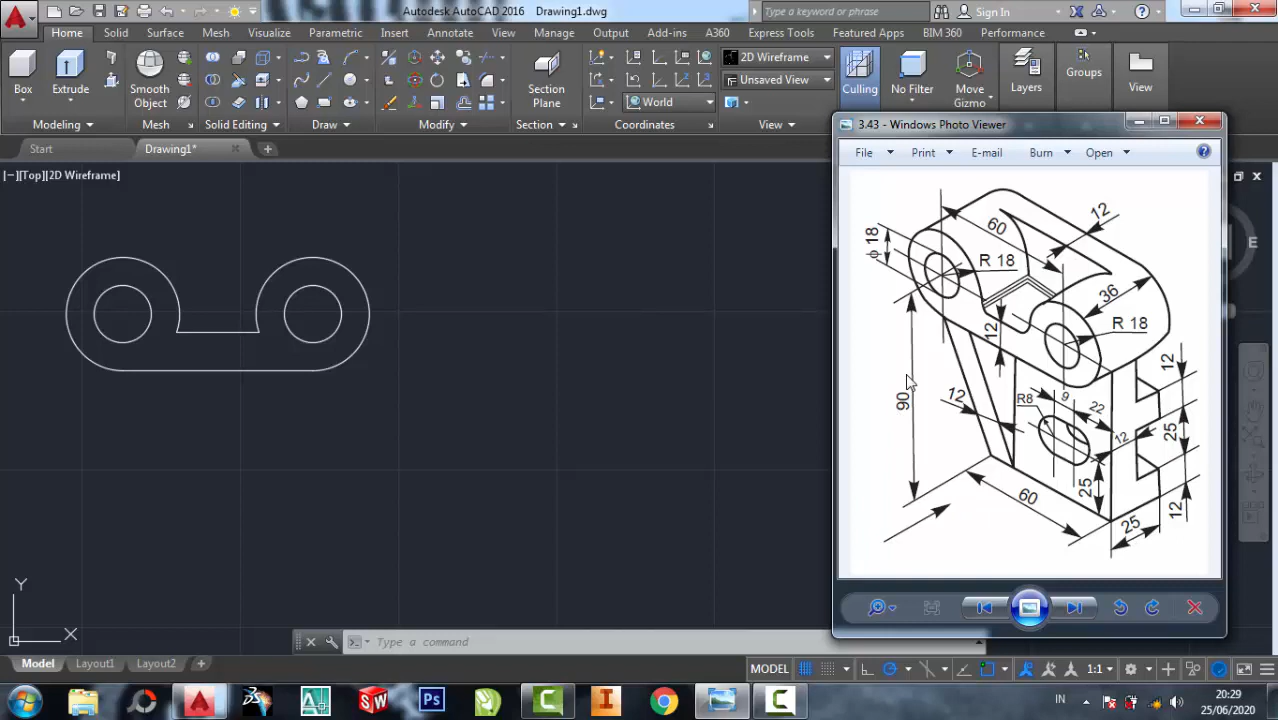 Autodesk AutoCAD 2016 Drawing1.dwg
Type a keyword or phrase
Sign In
Home Solid Surface Mesh Visualize Parametric Insert Annotate View Manage Output Add-ins A360 Express Tools Featured Apps BIM 360 Performance
2D Wireframe
Unsaved View
World
Box
Extrude
Smooth
Object
Section
Plane
Culling
No Filter
Move
Gizmo
Layers
Groups
View
Modeling
Mesh
Solid Editing
Draw
Modify
Section
Coordinates
View
Start
Drawing1*
[−][Top][2D Wireframe]
3.43 - Windows Photo Viewer
File Print E-mail Burn Open
E
12
60
ϕ 18
R 18
36
R 18
12
12
90
12
R8
9
22
12
25
25
60
12
25
Y
X
Type a command
Model Layout1 Layout2
MODEL
1:1
IN
20:29
25/06/2020